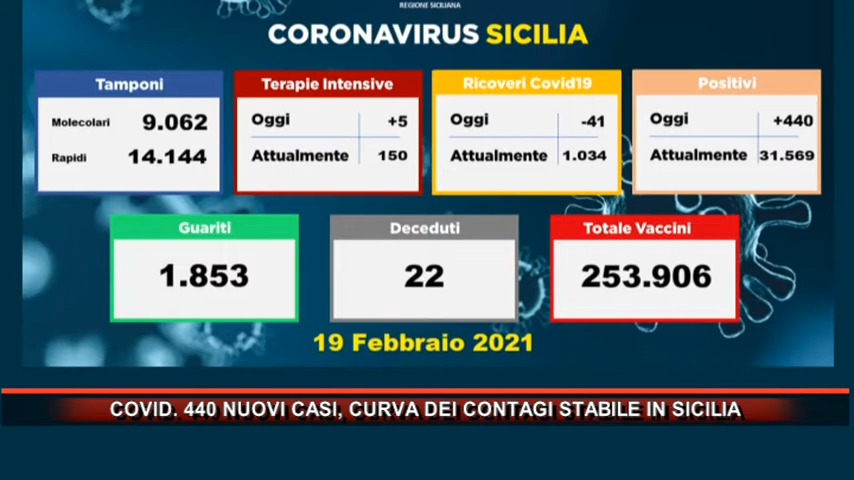 REGIONE SICILIANA
CORONAVIRUS SICILIA
Tamponi
Molecolari 9.062
Rapidi 14.144
Terapie Intensive
Oggi +5
Attualmente 150
Ricoveri Covid19
Oggi -41
Attualmente 1.034
Positivi
Oggi +440
Attualmente 31.569
Guariti
1.853
Deceduti
22
Totale Vaccini
253.906
19 Febbraio 2021
COVID. 440 NUOVI CASI, CURVA DEI CONTAGI STABILE IN SICILIA